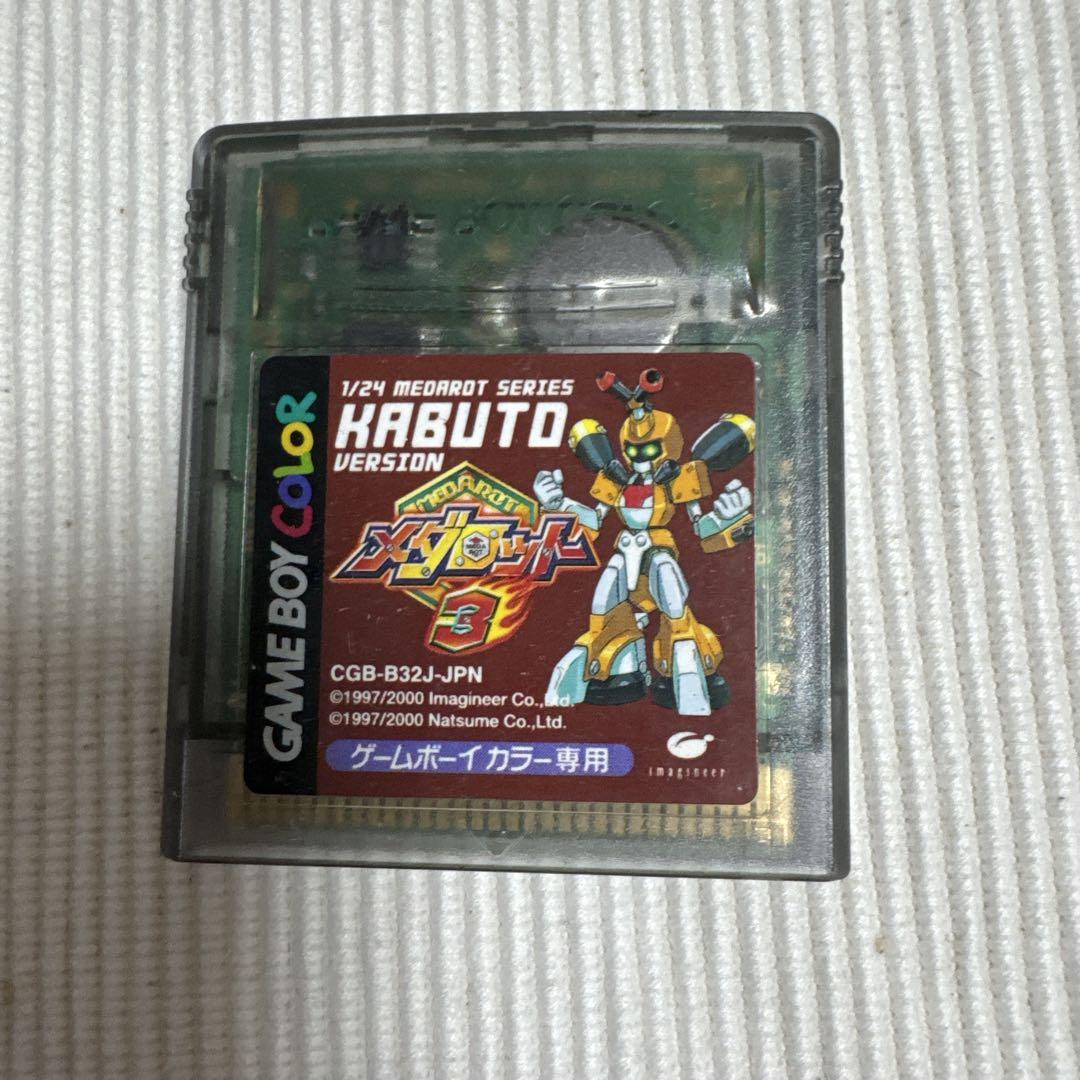 GAME BOY COLOR
1/24 MEDAROT SERIES
KABUTO
VERSION
MEDAROT
メダロット
MEDA
ROT
3
CGB-B32J-JPN
©1997/2000 Imagineer Co.,Ltd.
©1997/2000 Natsume Co.,Ltd.
ゲームボーイ カラー専用
imagineer